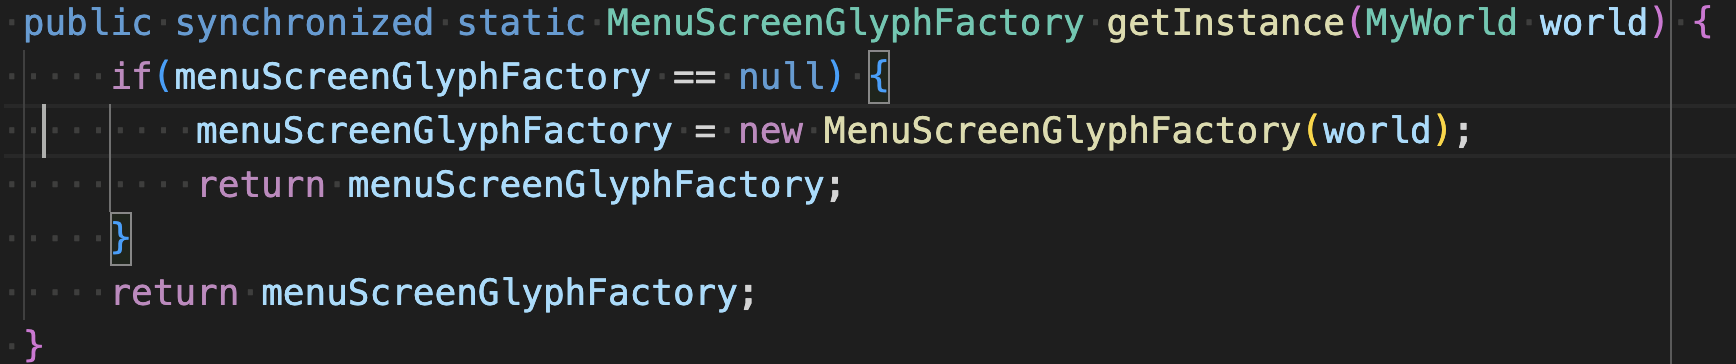 public synchronized static MenuScreenGlyphFactory getInstance(MyWorld world) {
if(menuScreenGlyphFactory == null) {
menuScreenGlyphFactory = new MenuScreenGlyphFactory(world);
return menuScreenGlyphFactory;
}
return menuScreenGlyphFactory;
}